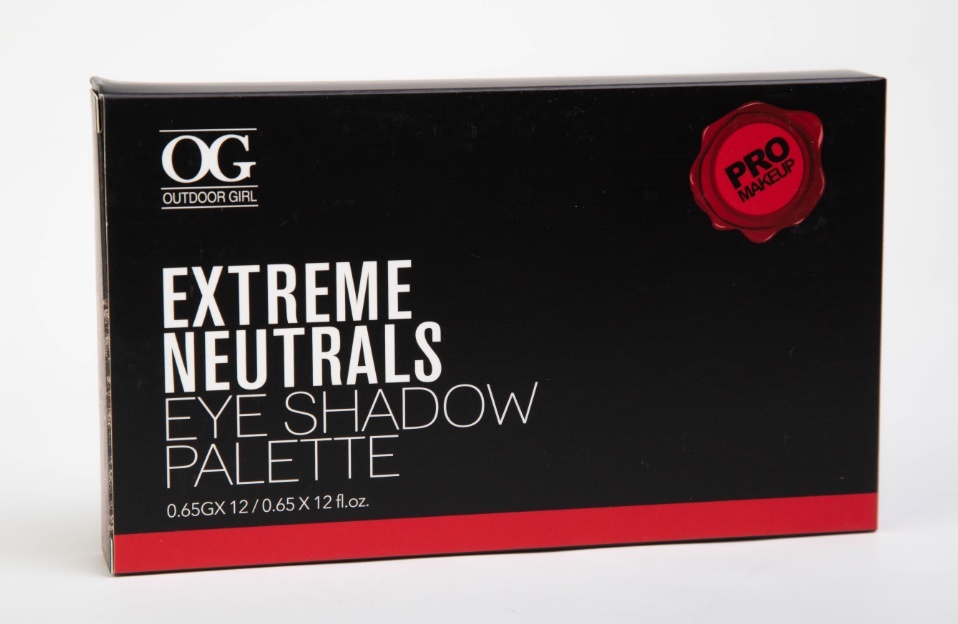 OG
OUTDOOR GIRL
PRO
MAKEUP
EXTREME
NEUTRALS
EYE SHADOW
PALETTE
0.65GX 12 / 0.65 X 12 fl.oz.